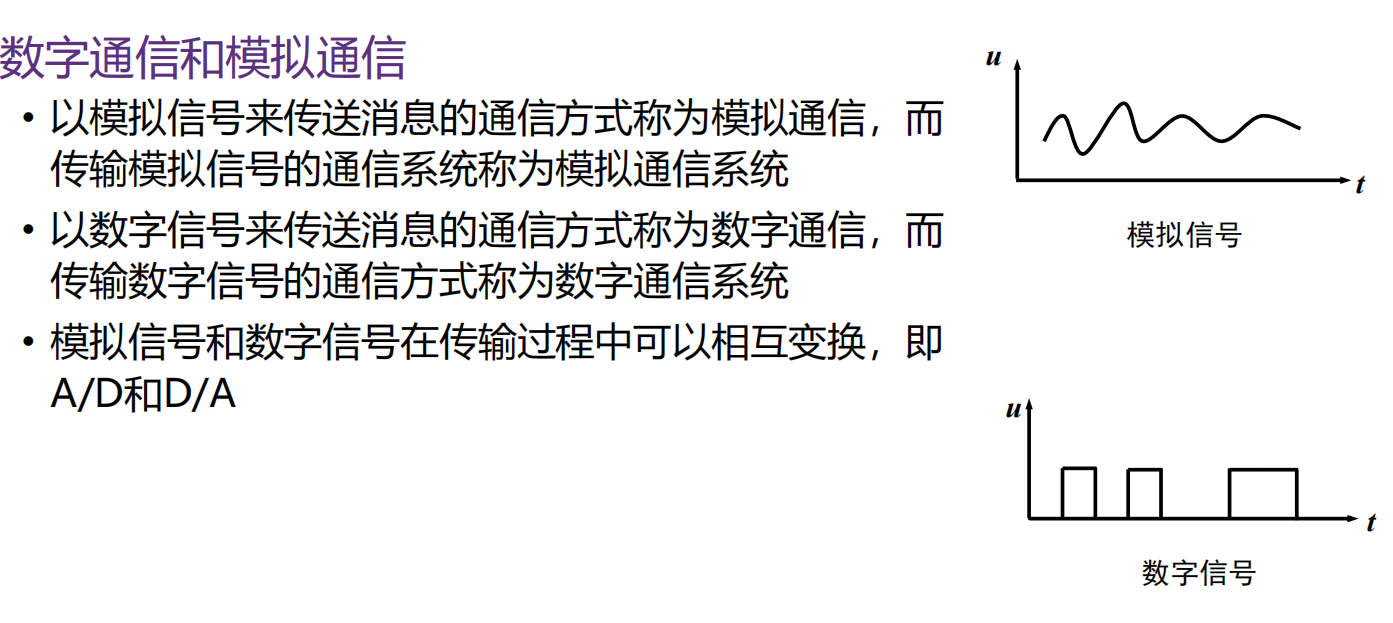 数字通信和模拟通信
• 以模拟信号来传送消息的通信方式称为模拟通信，而
传输模拟信号的通信系统称为模拟通信系统
• 以数字信号来传送消息的通信方式称为数字通信，而
传输数字信号的通信方式称为数字通信系统
• 模拟信号和数字信号在传输过程中可以相互变换，即
A/D和D/A
u
t
模拟信号
u
t
数字信号